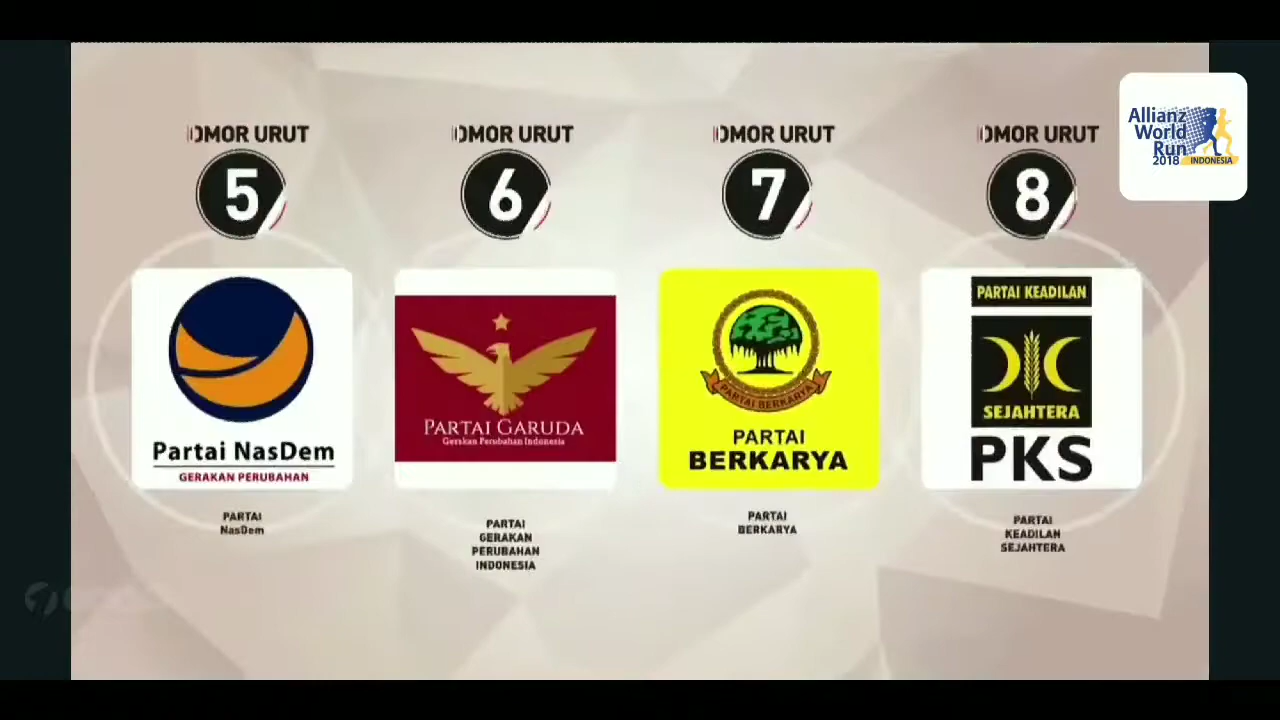 OMOR URUT
5
Partai NasDem
GERAKAN PERUBAHAN
PARTAI
NasDem
OMOR URUT
6
PARTAI GARUDA
Gerakan Perubahan Indonesia
PARTAI
GERAKAN
PERUBAHAN
INDONESIA
OMOR URUT
7
PARTAI BERKARYA
PARTAI
BERKARYA
PARTAI
BERKARYA
OMOR URUT
8
PARTAI KEADILAN
SEJAHTERA
PKS
PARTAI
KEADILAN
SEJAHTERA
Allianz
World
Run
2018 INDONESIA